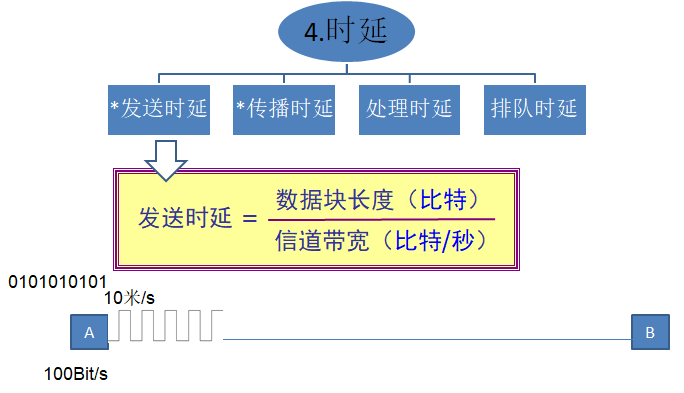 4.时延
*发送时延
*传播时延
处理时延
排队时延
发送时延 =
数据块长度（比特）
信道带宽（比特/秒）
0101010101
10米/s
A
B
100Bit/s